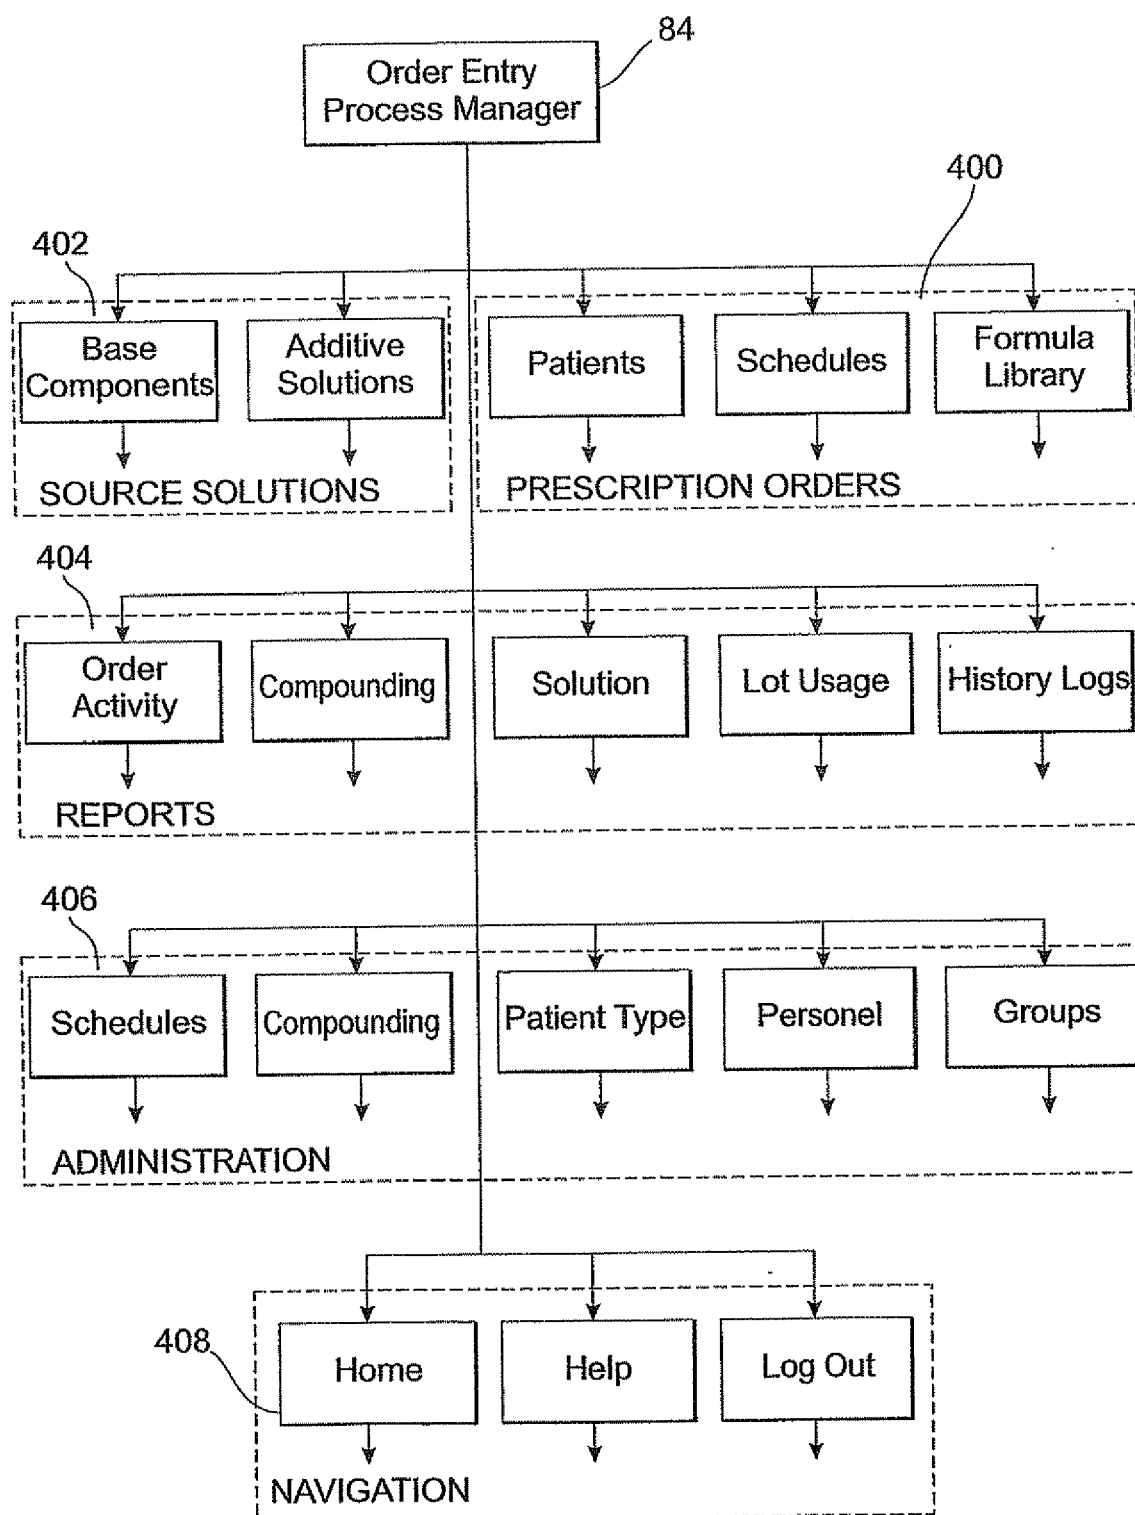 84
Order Entry
Process Manager
400
402
Base
Components
Additive
Solutions
Patients
Schedules
Formula
Library
SOURCE SOLUTIONS
PRESCRIPTION ORDERS
404
Order
Activity
Compounding
Solution
Lot Usage
History Logs
REPORTS
406
Schedules
Compounding
Patient Type
Personel
Groups
ADMINISTRATION
408
Home
Help
Log Out
NAVIGATION